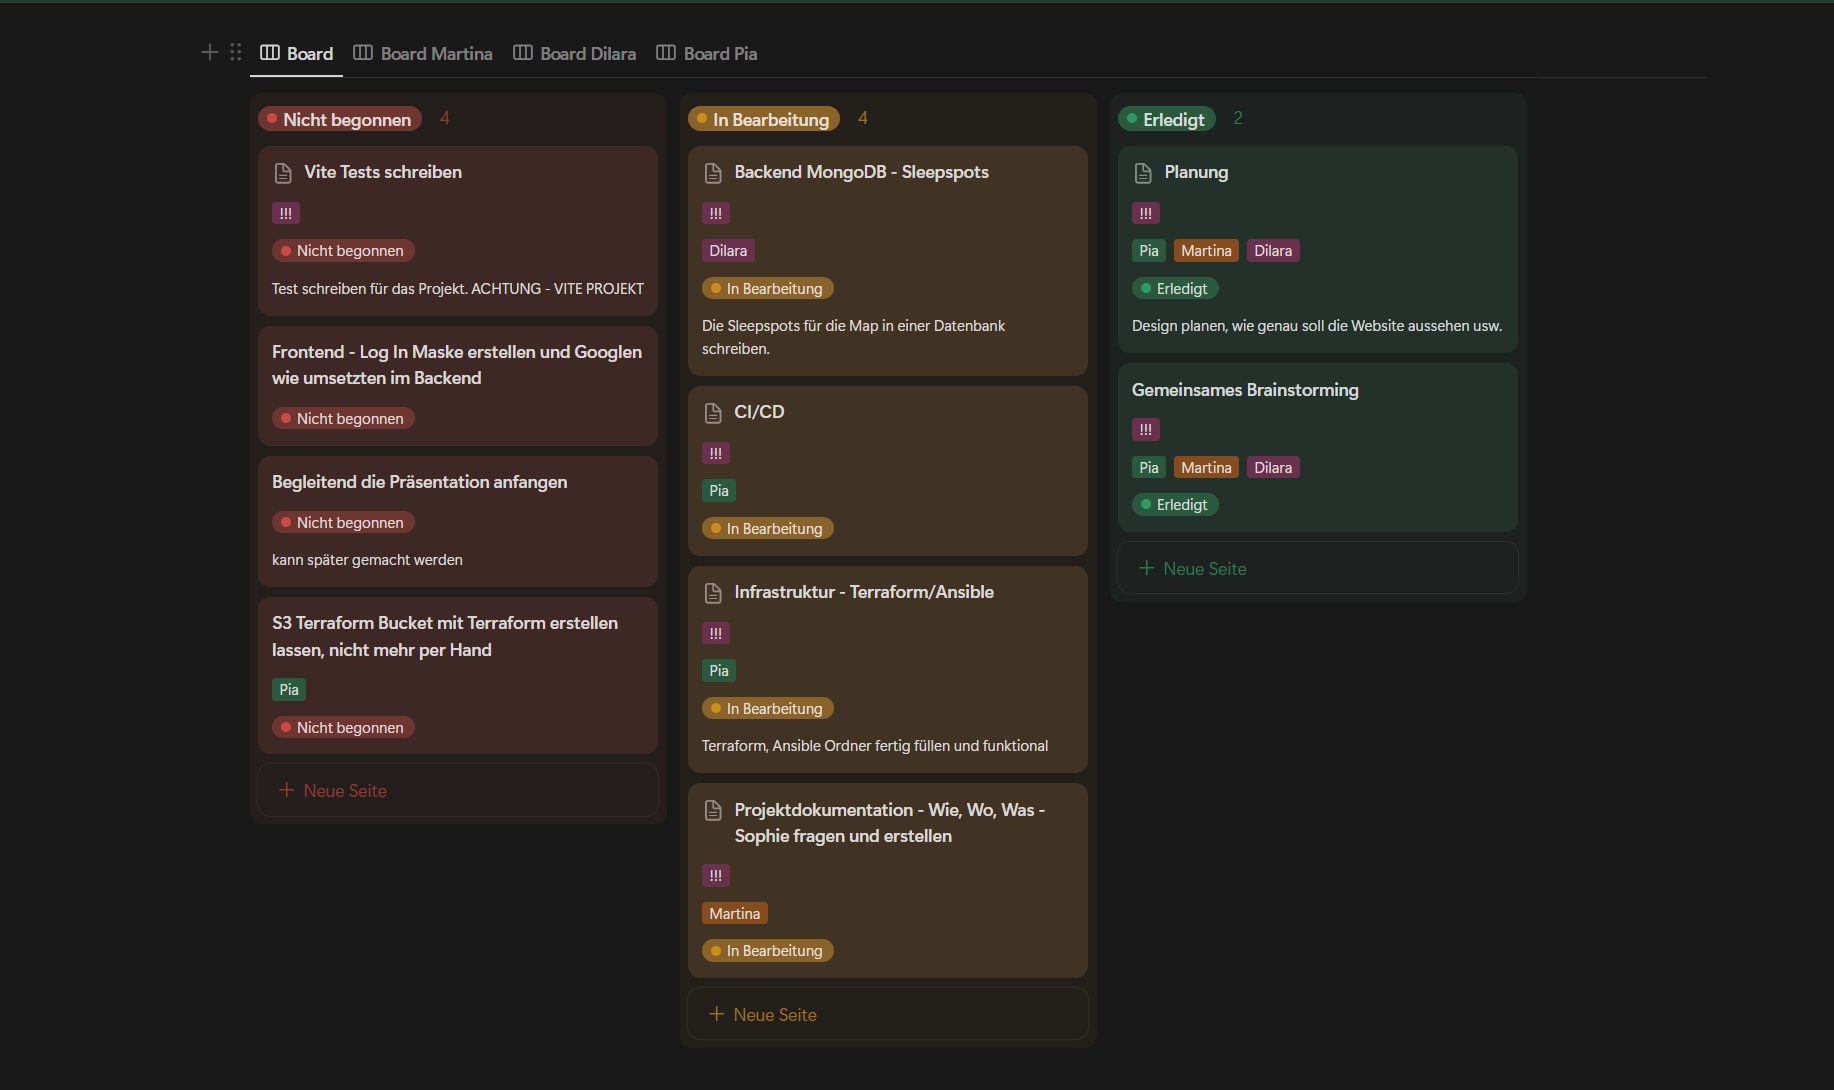 Board
Board Martina
Board Dilara
Board Pia
Nicht begonnen 4
Vite Tests schreiben
!!!
Nicht begonnen
Test schreiben für das Projekt. ACHTUNG - VITE PROJEKT
Frontend - Log In Maske erstellen und Googlen
wie umsetzten im Backend
Nicht begonnen
Begleitend die Präsentation anfangen
Nicht begonnen
kann später gemacht werden
S3 Terraform Bucket mit Terraform erstellen
lassen, nicht mehr per Hand
Pia
Nicht begonnen
+ Neue Seite
In Bearbeitung 4
Backend MongoDB - Sleepspots
!!!
Dilara
In Bearbeitung
Die Sleepspots für die Map in einer Datenbank
schreiben.
CI/CD
!!!
Pia
In Bearbeitung
Infrastruktur - Terraform/Ansible
!!!
Pia
In Bearbeitung
Terraform, Ansible Ordner fertig füllen und funktional
Projektdokumentation - Wie, Wo, Was -
Sophie fragen und erstellen
!!!
Martina
In Bearbeitung
+ Neue Seite
Erledigt 2
Planung
!!!
Pia Martina Dilara
Erledigt
Design planen, wie genau soll die Website aussehen usw.
Gemeinsames Brainstorming
!!!
Pia Martina Dilara
Erledigt
+ Neue Seite